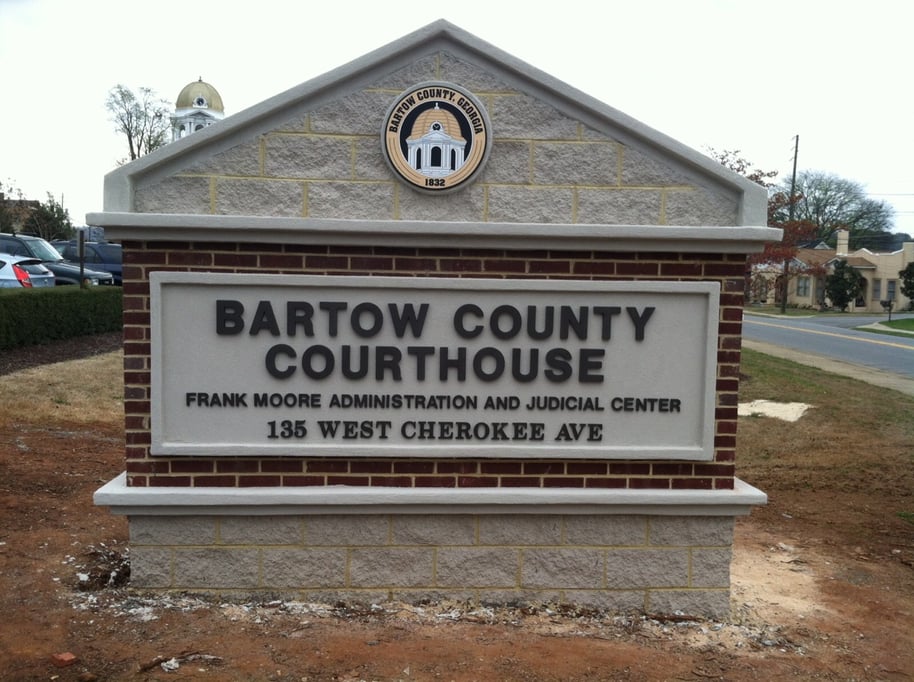 BARTOW COUNTY, GEORGIA
1832
BARTOW COUNTY
COURTHOUSE
FRANK MOORE ADMINISTRATION AND JUDICIAL CENTER
135 WEST CHEROKEE AVE